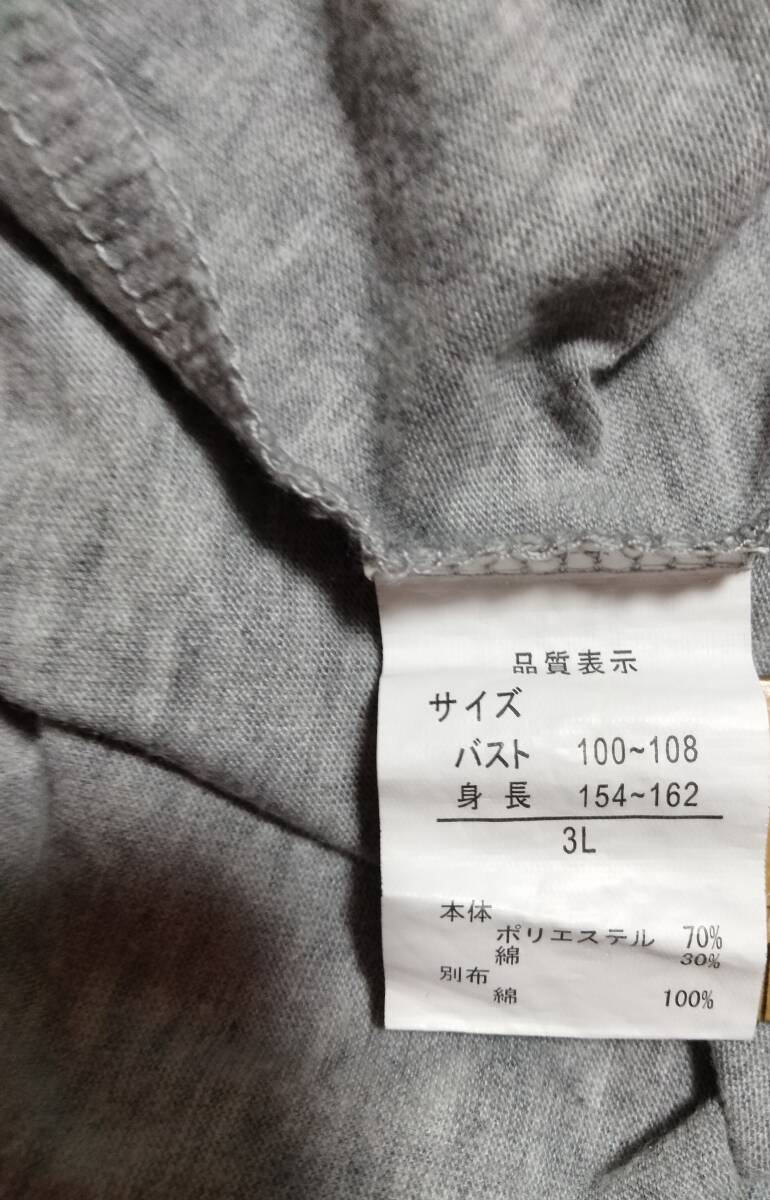 品質表示
サイズ
バスト 100~108
身長 154~162
3L
本体
ポリエステル 70%
綿 30%
別布
綿 100%